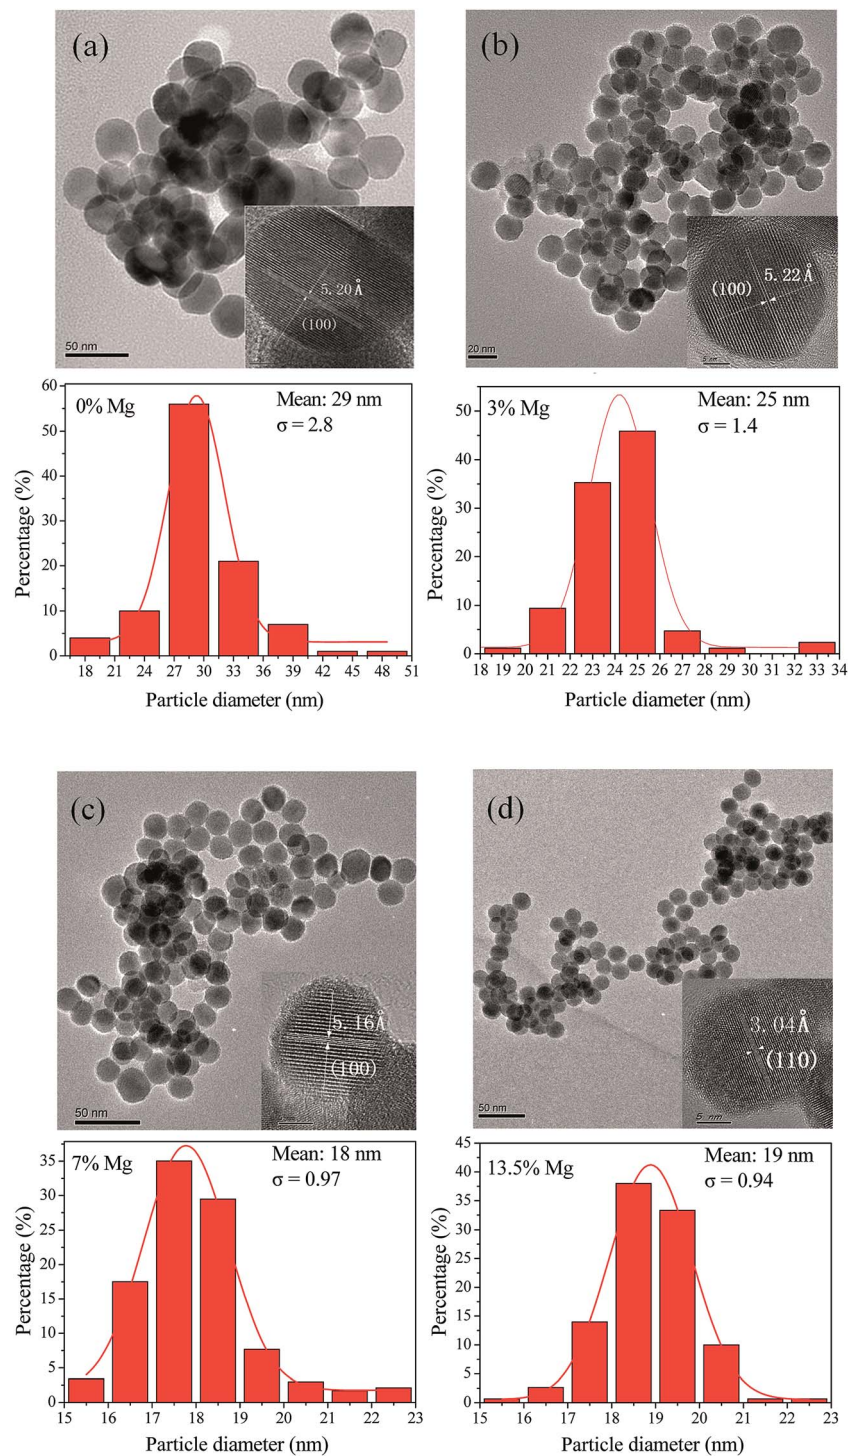 (a)
5.20Å
(100)
50 nm
(b)
(100)
5.22Å
5 nm
20 nm
0% Mg
Mean: 29 nm
σ = 2.8
Percentage (%)
60
50
40
30
20
10
0
18 21 24 27 30 33 36 39 42 45 48 51
Particle diameter (nm)
3% Mg
Mean: 25 nm
σ = 1.4
Percentage (%)
50
40
30
20
10
0
18 19 20 21 22 23 24 25 26 27 28 29 30 31 32 33 34
Particle diameter (nm)
(c)
5.16Å
(100)
50 nm
(d)
3.04Å
(110)
5 nm
50 nm
7% Mg
Mean: 18 nm
σ = 0.97
Percentage (%)
35
30
25
20
15
10
5
0
15 16 17 18 19 20 21 22 23
Particle diameter (nm)
13.5% Mg
Mean: 19 nm
σ = 0.94
Percentage (%)
45
40
35
30
25
20
15
10
5
0
15 16 17 18 19 20 21 22 23
Particle diameter (nm)